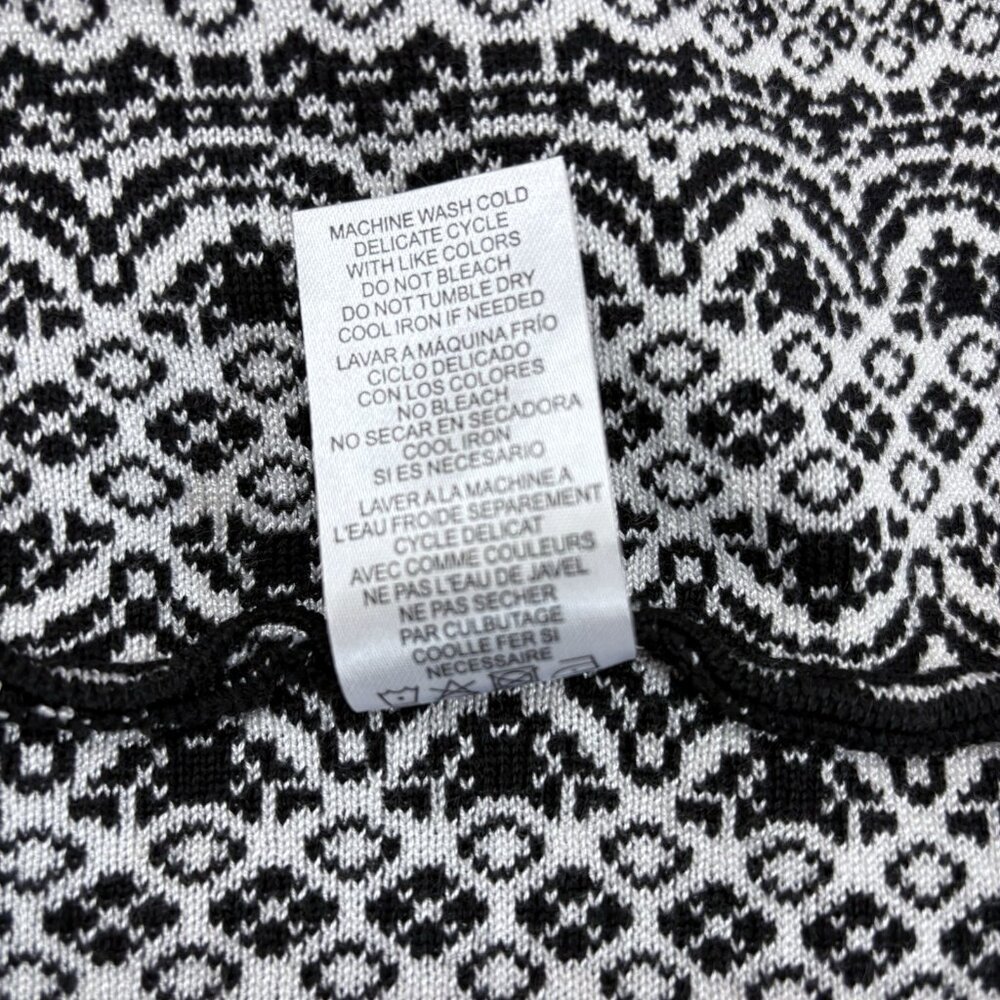 MACHINE WASH COLD
DELICATE CYCLE
WITH LIKE COLORS
DO NOT BLEACH
DO NOT TUMBLE DRY
COOL IRON IF NEEDED
LAVAR A MÁQUINA FRÍO
CICLO DELICADO
CON LOS COLORES
NO BLEACH
NO SECAR EN SECADORA
COOL IRON
SI ES NECESARIO
LAVER A LA MACHINE A
L'EAU FROIDE SEPAREMENT
CYCLE DELICAT
AVEC COMME COULEURS
NE PAS L'EAU DE JAVEL
NE PAS SECHER
PAR CULBUTAGE
COOLLE FER SI
NECESSAIRE